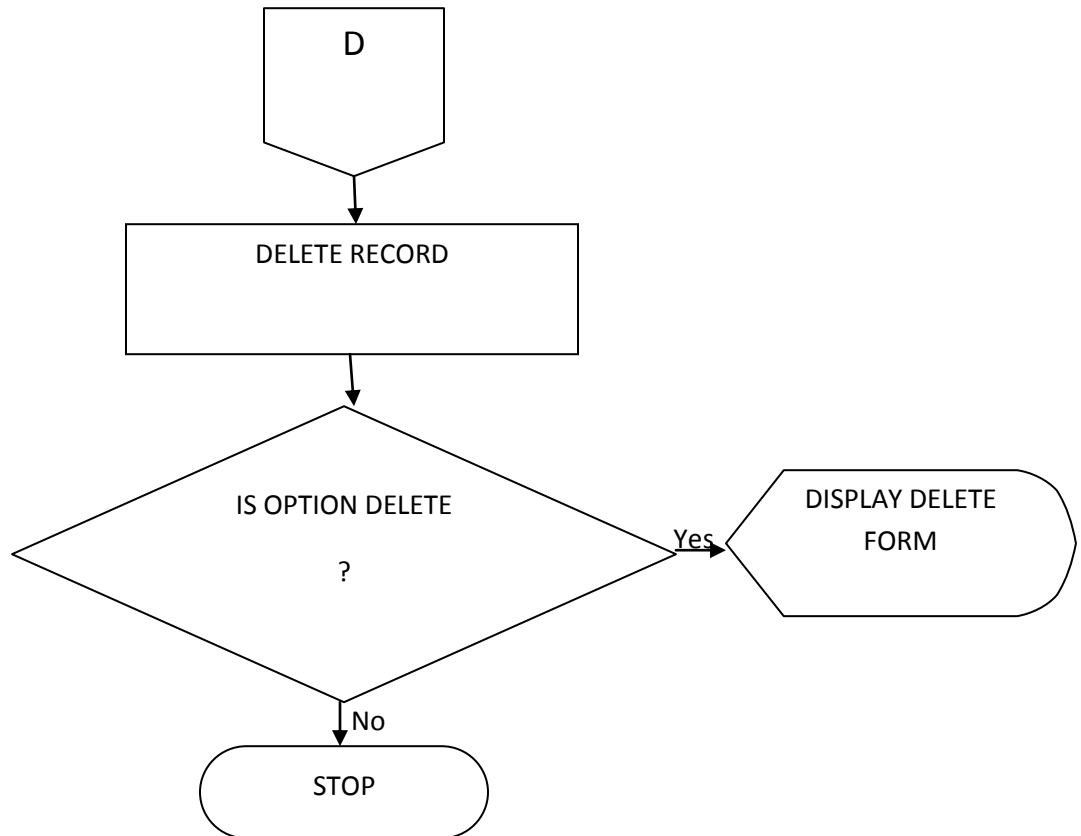 D
DELETE RECORD
IS OPTION DELETE
?
Yes
DISPLAY DELETE
FORM
No
STOP